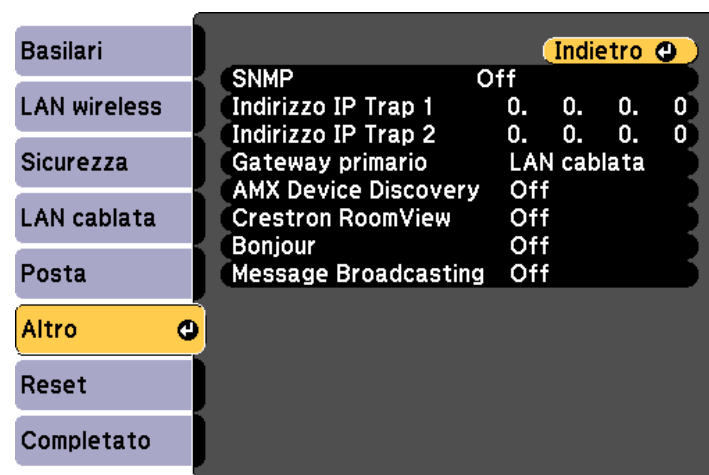 Basilari
LAN wireless
Sicurezza
LAN cablata
Posta
Altro
Reset
Completato
Indietro
SNMP Off
Indirizzo IP Trap 1 0. 0. 0. 0
Indirizzo IP Trap 2 0. 0. 0. 0
Gateway primario LAN cablata
AMX Device Discovery Off
Crestron RoomView Off
Bonjour Off
Message Broadcasting Off